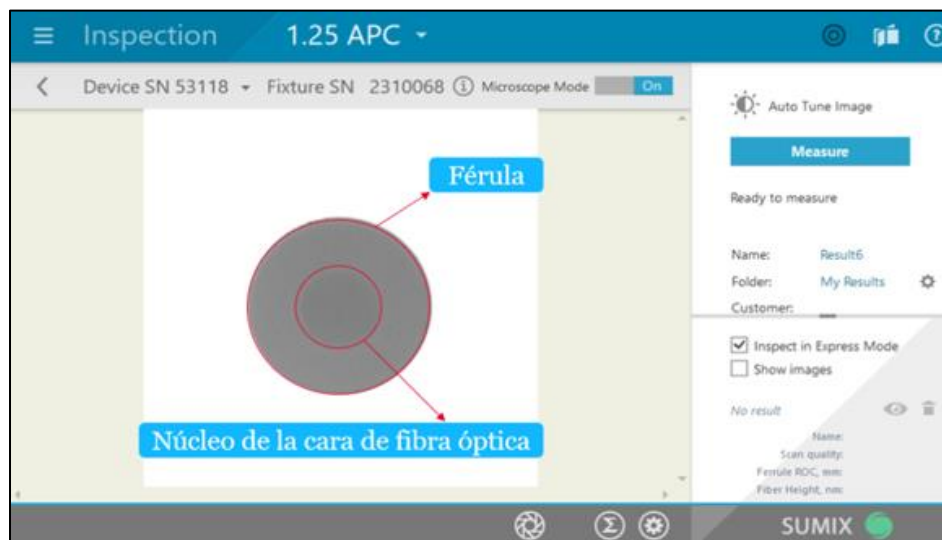 Inspection 1.25 APC
Device SN 53118 Fixture SN 2310068 Microscope Mode On
Férula
Núcleo de la cara de fibra óptica
Auto Tune Image
Measure
Ready to measure
Name: Result6
Folder: My Results
Customer:
Inspect in Express Mode
Show images
No result
Name:
Scan quality:
Ferrule ROC, mm:
Fiber Height, nm:
SUMIX